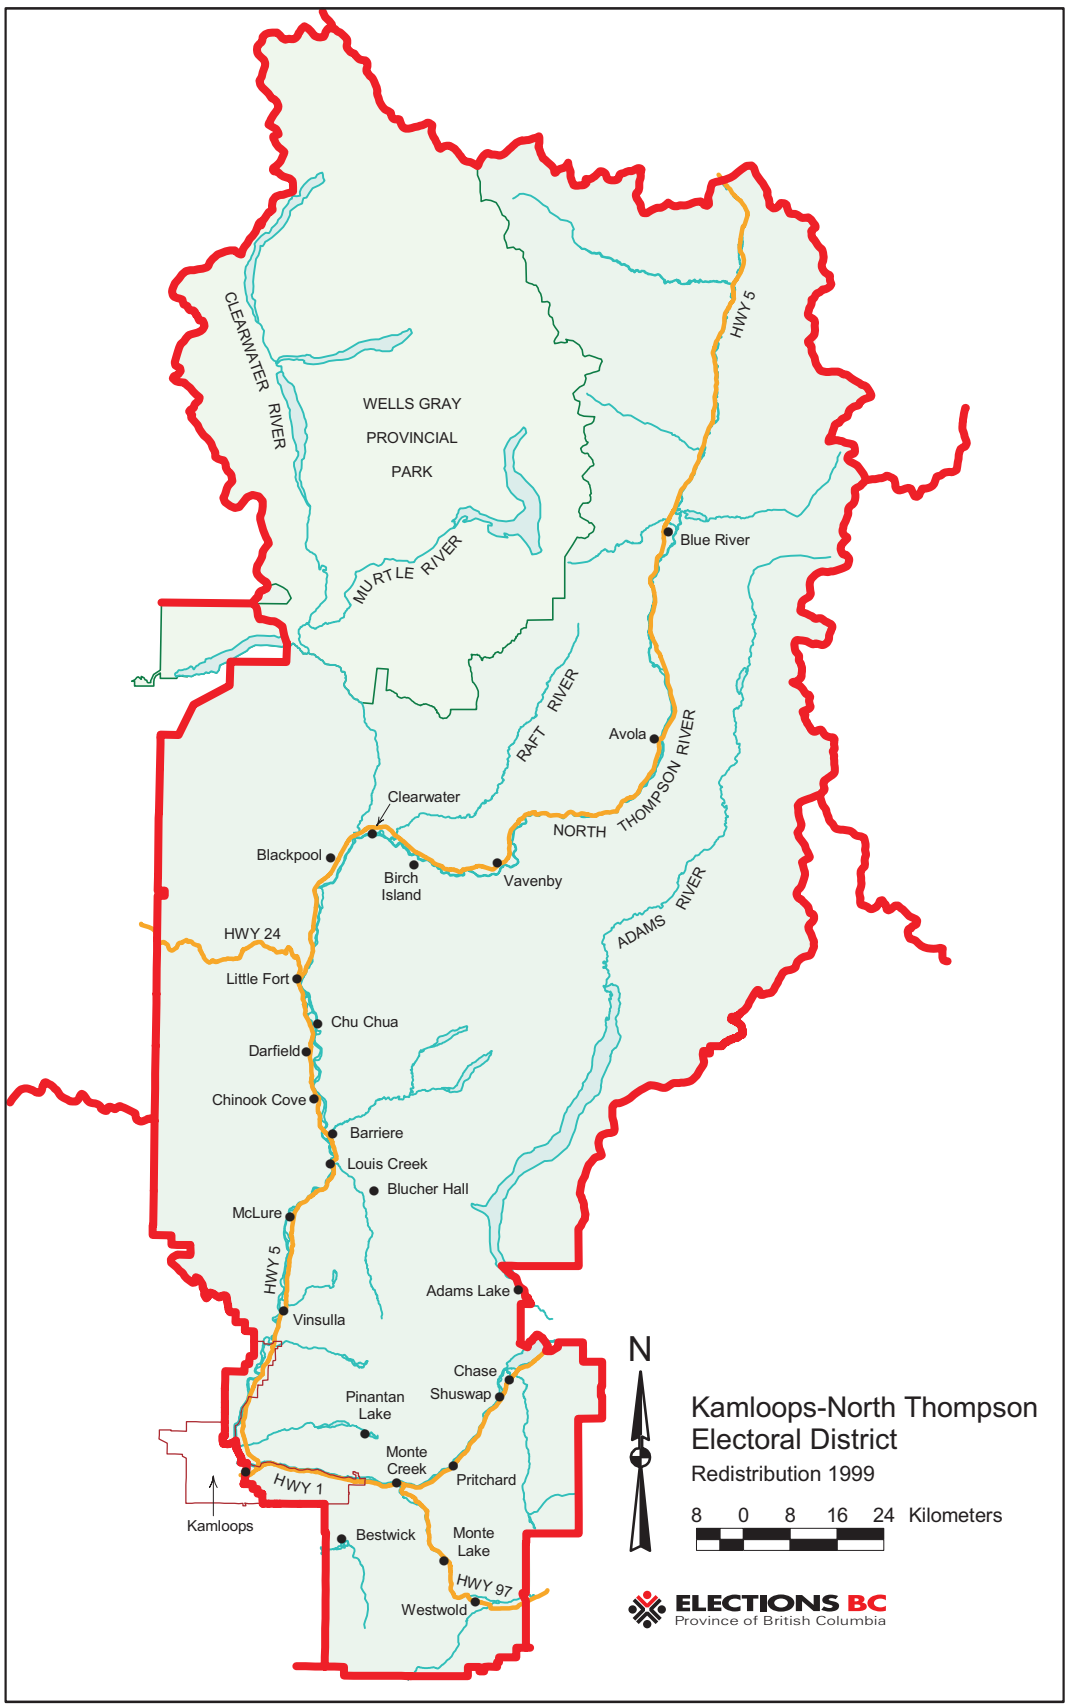 HWY 5
CLEARWATER RIVER
WELLS GRAY
PROVINCIAL
PARK
MURTLE RIVER
Blue River
RAFT RIVER
Avola
NORTH THOMPSON RIVER
Clearwater
Blackpool
Birch
Island
Vavenby
ADAMS RIVER
HWY 24
Little Fort
Chu Chua
Darfield
Chinook Cove
Barriere
Louis Creek
Blucher Hall
McLure
HWY 5
Adams Lake
Vinsulla
Chase
Shuswap
Pinantan
Lake
Monte
Creek
Pritchard
HWY 1
Kamloops
Bestwick
Monte
Lake
HWY 97
Westwold
N
Kamloops-North Thompson
Electoral District
Redistribution 1999
8 0 8 16 24 Kilometers
ELECTIONS BC
Province of British Columbia